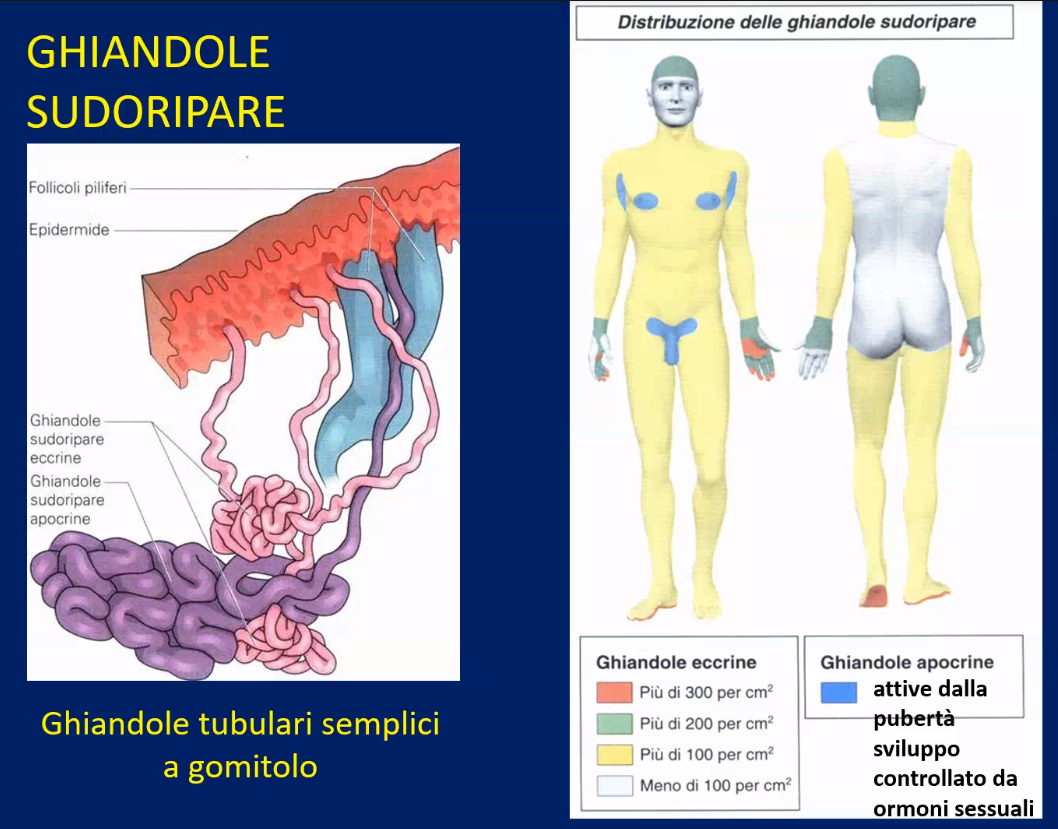 GHIANDOLE
SUDORIPARE
Follicoli piliferi
Epidermide
Ghiandole
sudoripare
eccrine
Ghiandole
sudoripare
apocrine
Ghiandole tubulari semplici
a gomitolo
Distribuzione delle ghiandole sudoripare
Ghiandole eccrine
Più di 300 per cm²
Più di 200 per cm²
Più di 100 per cm²
Meno di 100 per cm²
Ghiandole apocrine
attive dalla
pubertà
sviluppo
controllato da
ormoni sessuali